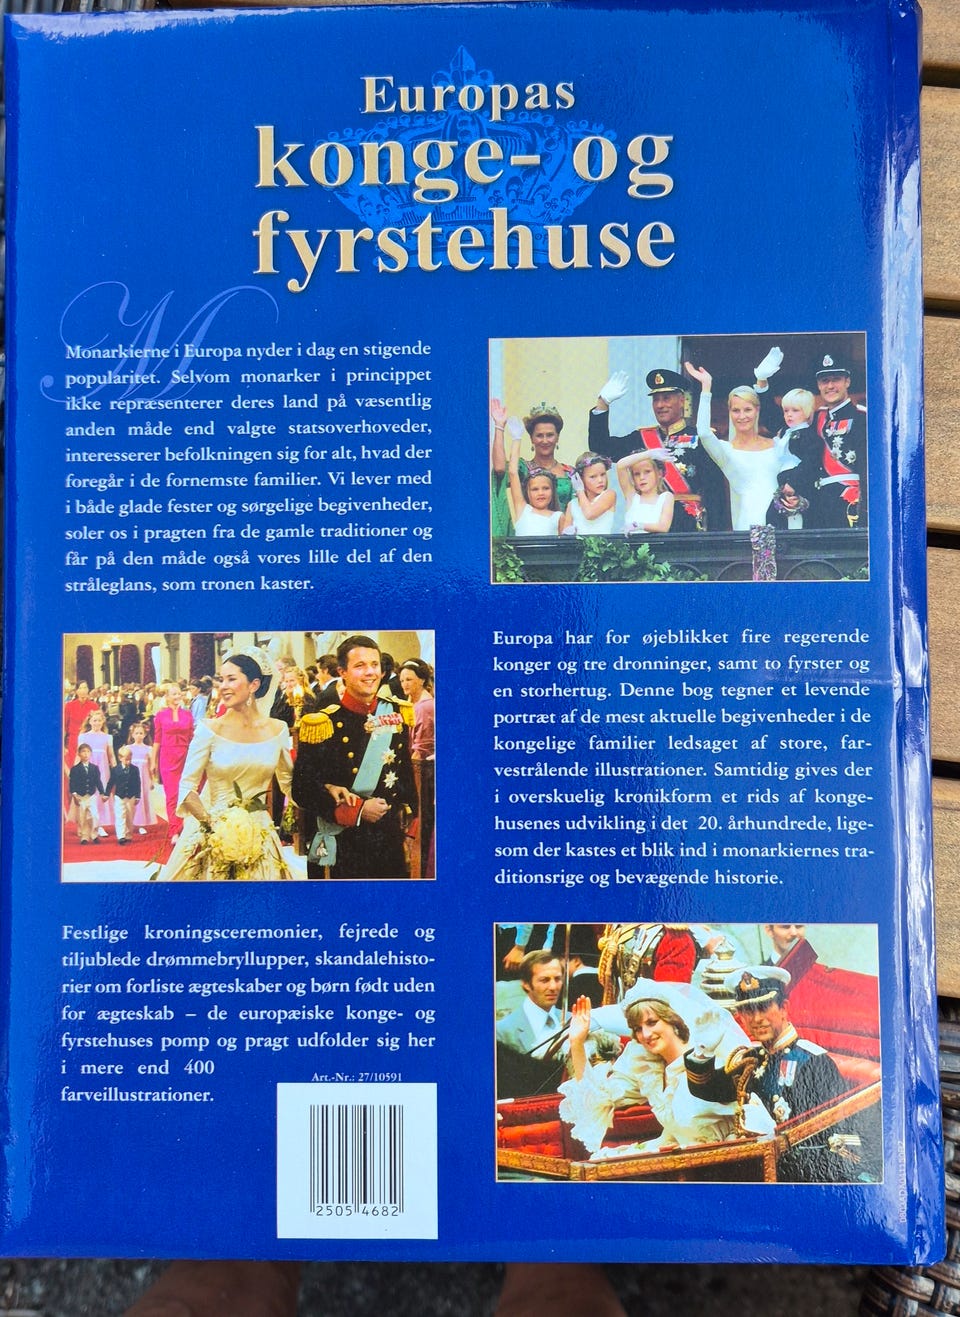 Europas
konge- og
fyrstehuse
M
Monarkierne i Europa nyder i dag en stigende
popularitet. Selvom monarker i princippet
ikke repræsenterer deres land på væsentlig
anden måde end valgte statsoverhoveder,
interesserer befolkningen sig for alt, hvad der
foregår i de fornemste familier. Vi lever med
i både glade fester og sørgelige begivenheder,
soler os i pragten fra de gamle traditioner og
får på den måde også vores lille del af den
stråleglans, som tronen kaster.
Europa har for øjeblikket fire regerende
konger og tre dronninger, samt to fyrster og
en storhertug. Denne bog tegner et levende
portræt af de mest aktuelle begivenheder i de
kongelige familier ledsaget af store, far-
vestrålende illustrationer. Samtidig gives der
i overskuelig kronikform et rids af konge-
husenes udvikling i det 20. århundrede, lige-
som der kastes et blik ind i monarkiernes tra-
ditionsrige og bevægende historie.
Festlige kroningsceremonier, fejrede og
tiljublede drømmebryllupper, skandalehisto-
rier om forliste ægteskaber og børn født uden
for ægteskab – de europæiske konge- og
fyrstehuses pomp og pragt udfolder sig her
i mere end 400
farveillustrationer.
Art.-Nr.: 27/10591
2505 4682